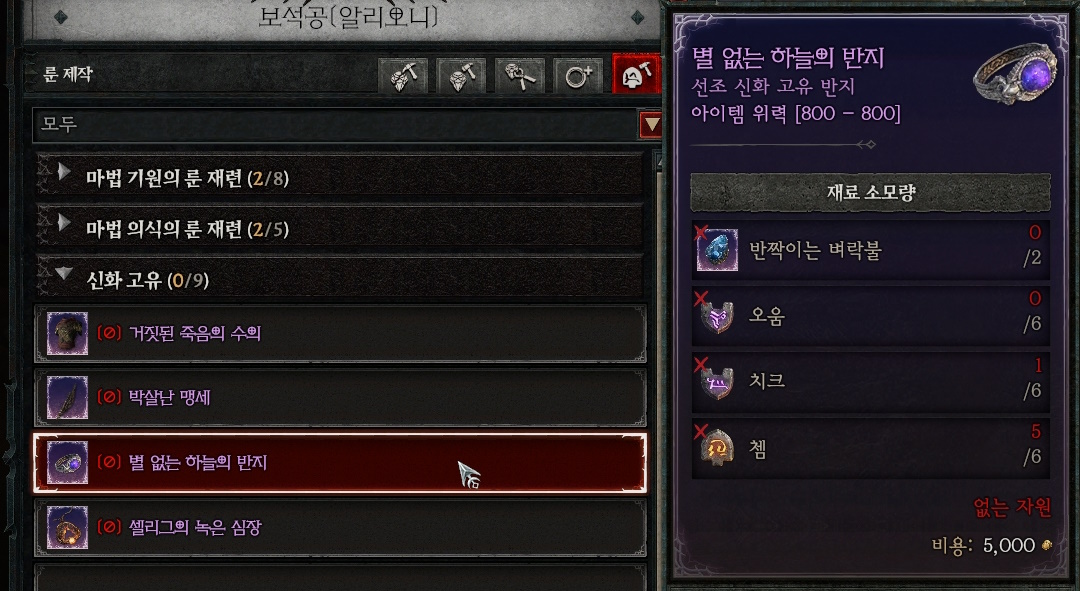 보석공[알리오니]
룬 제작
모두
마법 기원의 룬 재련 (2/8)
마법 의식의 룬 재련 (2/5)
신화 고유 (0/9)
[∅] 거짓된 죽음의 수의
[∅] 박살난 맹세
[∅] 별 없는 하늘의 반지
[∅] 셀리그의 녹은 심장
별 없는 하늘의 반지
선조 신화 고유 반지
아이템 위력 [800 - 800]
재료 소모량
반짝이는 벼락불 0/2
오움 0/6
치크 1/6
쳄 5/6
없는 자원
비용: 5,000